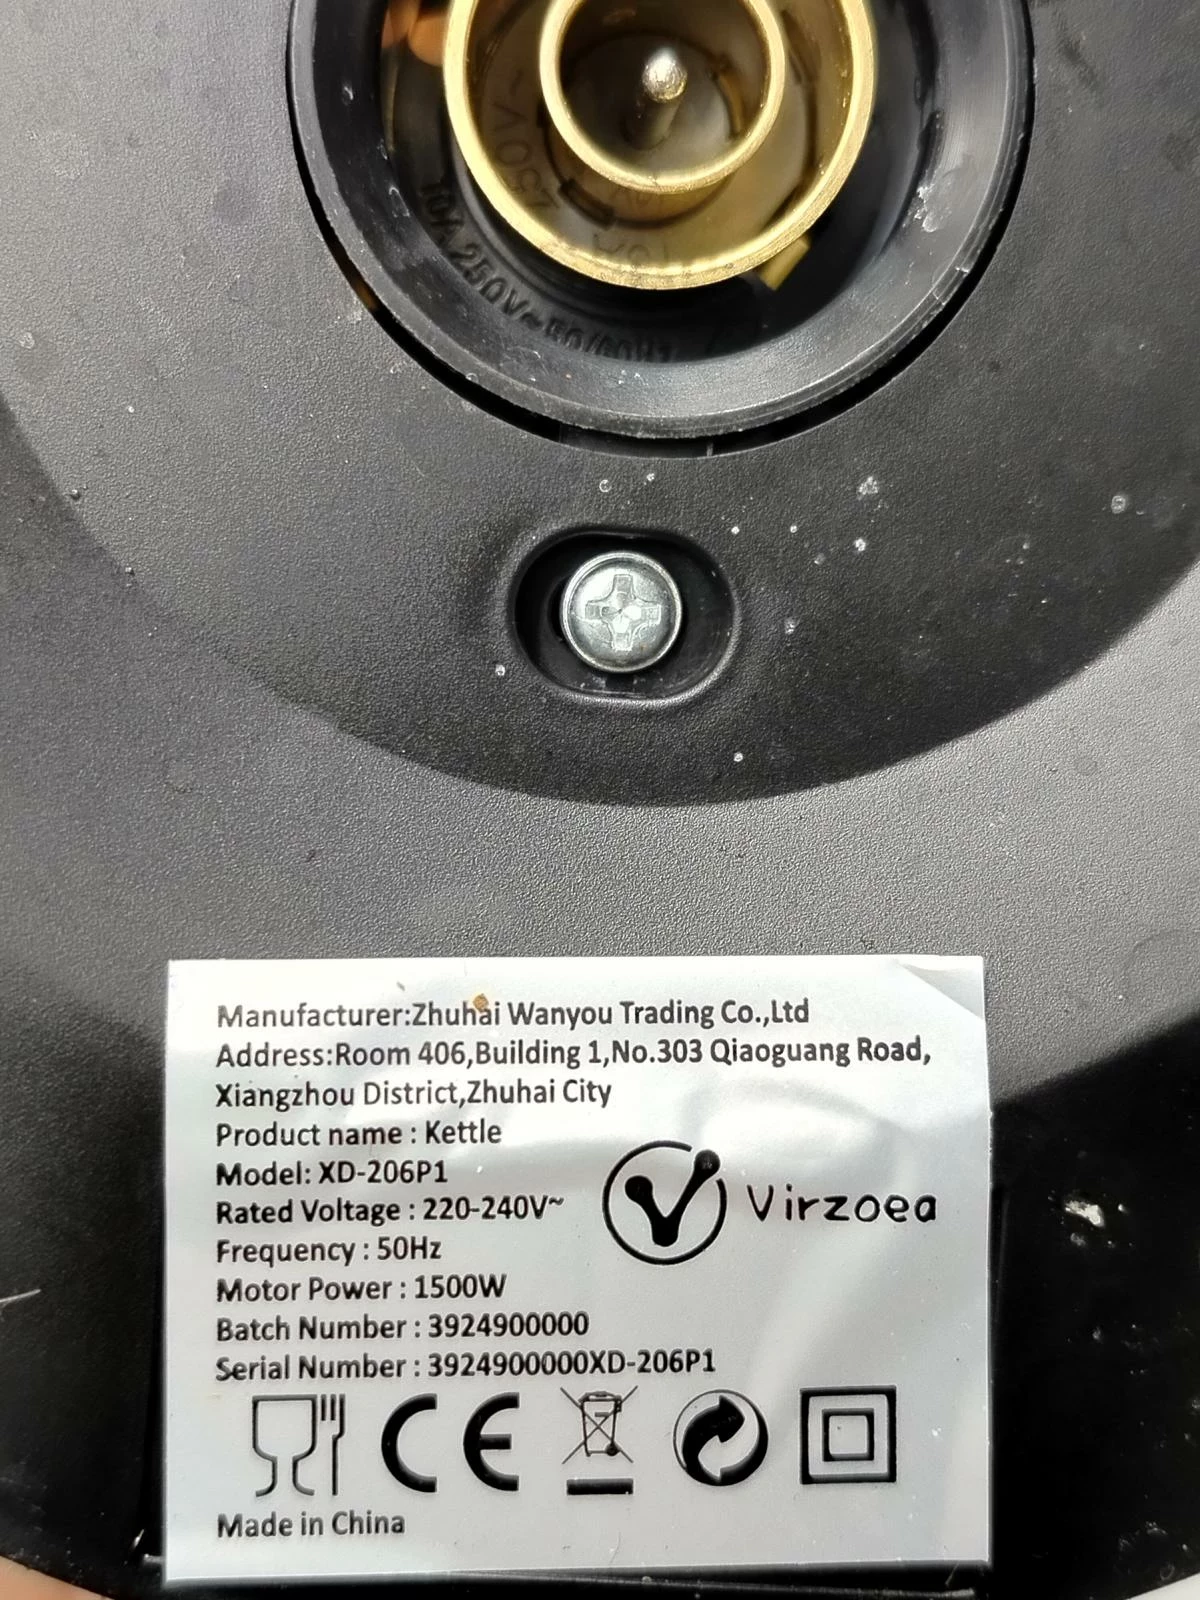 250V~
10A 250V~50/60Hz
Manufacturer:Zhuhai Wanyou Trading Co.,Ltd
Address:Room 406,Building 1,No.303 Qiaoguang Road,
Xiangzhou District,Zhuhai City
Product name : Kettle
Model: XD-206P1
Rated Voltage : 220-240V~
Frequency : 50Hz
Motor Power : 1500W
Batch Number : 3924900000
Serial Number : 3924900000XD-206P1
Virzoea
CE
Made in China